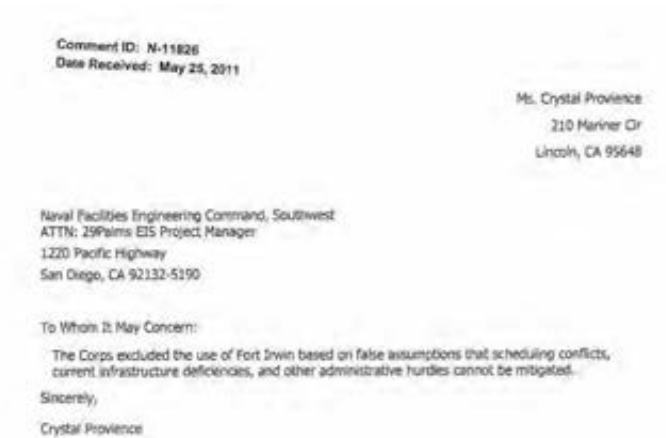 Comment ID: N-11826
Date Received: May 25, 2011
Ms. Crystal Provience
210 Mariner Cir
Lincoln, CA 95648
Naval Facilities Engineering Command, Southwest
ATTN: 29Palms EIS Project Manager
1220 Pacific Highway
San Diego, CA 92132-5190
To Whom It May Concern:
The Corps excluded the use of Fort Irwin based on false assumptions that scheduling conflicts,
current infrastructure deficiencies, and other administrative hurdles cannot be mitigated.
Sincerely,
Crystal Provience